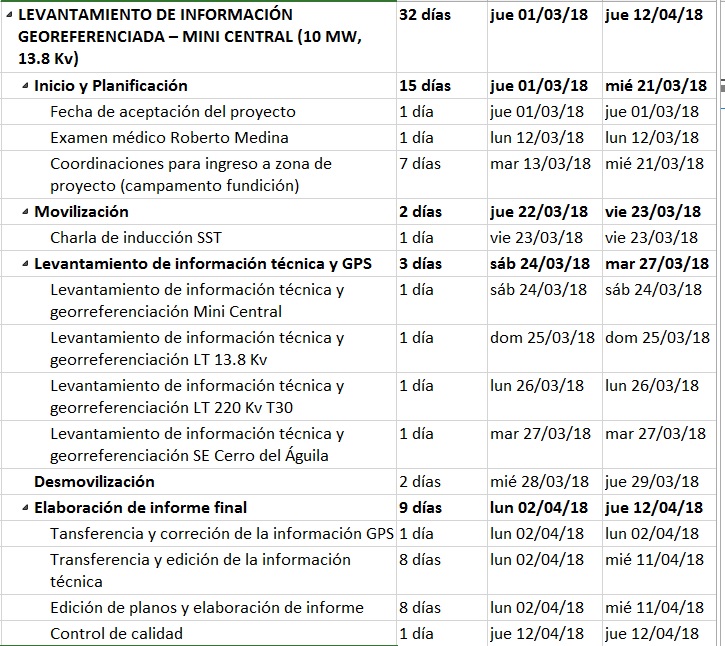 LEVANTAMIENTO DE INFORMACIÓN 32 días jue 01/03/18 jue 12/04/18
GEOREFERENCIADA – MINI CENTRAL (10 MW,
13.8 Kv)
Inicio y Planificación 15 días jue 01/03/18 mié 21/03/18
Fecha de aceptación del proyecto 1 día jue 01/03/18 jue 01/03/18
Examen médico Roberto Medina 1 día lun 12/03/18 lun 12/03/18
Coordinaciones para ingreso a zona de 7 días mar 13/03/18 mié 21/03/18
proyecto (campamento fundición)
Movilización 2 días jue 22/03/18 vie 23/03/18
Charla de inducción SST 1 día vie 23/03/18 vie 23/03/18
Levantamiento de información técnica y GPS 3 días sáb 24/03/18 mar 27/03/18
Levantamiento de información técnica y 1 día sáb 24/03/18 sáb 24/03/18
georreferenciación Mini Central
Levantamiento de información técnica y 1 día dom 25/03/18 dom 25/03/18
georreferenciación LT 13.8 Kv
Levantamiento de información técnica y 1 día lun 26/03/18 lun 26/03/18
georreferenciación LT 220 Kv T30
Levantamiento de información técnica y 1 día mar 27/03/18 mar 27/03/18
georreferenciación SE Cerro del Águila
Desmovilización 2 días mié 28/03/18 jue 29/03/18
Elaboración de informe final 9 días lun 02/04/18 jue 12/04/18
Tansferencia y correción de la información GPS 1 día lun 02/04/18 lun 02/04/18
Transferencia y edición de la información 8 días lun 02/04/18 mié 11/04/18
técnica
Edición de planos y elaboración de informe 8 días lun 02/04/18 mié 11/04/18
Control de calidad 1 día jue 12/04/18 jue 12/04/18